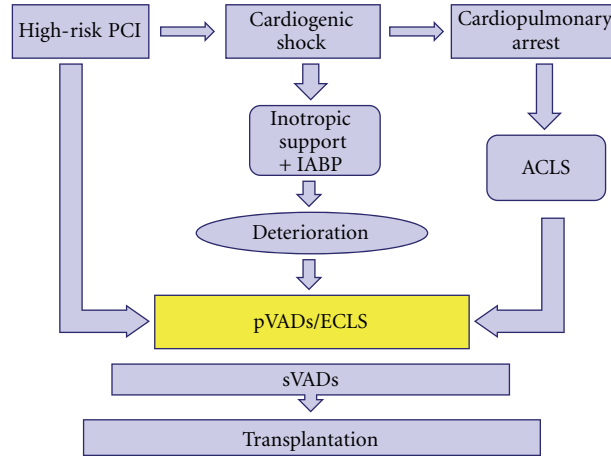 High-risk PCI
Cardiogenic
shock
Cardiopulmonary
arrest
Inotropic
support
+ IABP
ACLS
Deterioration
pVADs/ECLS
sVADs
Transplantation